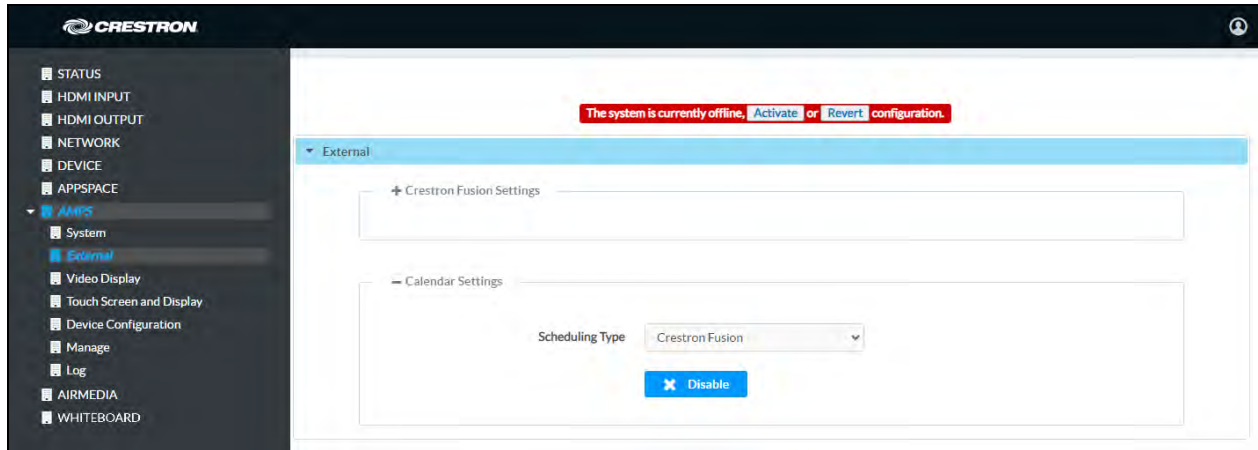 CRESTRON
STATUS
HDMI INPUT
HDMI OUTPUT
NETWORK
DEVICE
APPSPACE
AMPS
System
External
Video Display
Touch Screen and Display
Device Configuration
Manage
Log
AIRMEDIA
WHITEBOARD
The system is currently offline, Activate or Revert configuration.
External
Crestron Fusion Settings
Calendar Settings
Scheduling Type Crestron Fusion
Disable